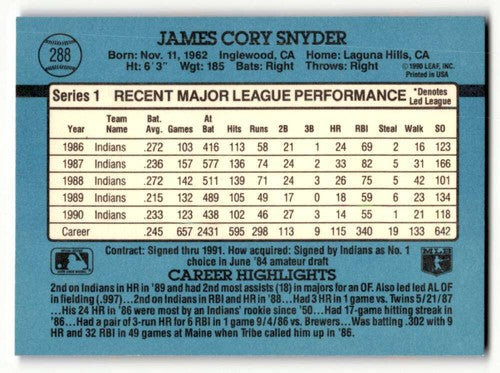 288
JAMES CORY SNYDER
Born: Nov. 11, 1962 Inglewood, CA Home: Laguna Hills, CA
Ht: 6' 3" Wgt: 185 Bats: Right Throws: Right
© 1990 LEAF, INC.
Printed in USA
Series 1 RECENT MAJOR LEAGUE PERFORMANCE *Denotes Led League
Year Team Name Bat. Avg. Games At Bat Hits Runs 2B 3B HR RBI Steal Walk SO
1986 Indians .272 103 416 113 58 21 1 24 69 2 16 123
1987 Indians .236 157 577 137 74 24 2 33 82 5 31 166
1988 Indians .272 142 511 139 71 24 3 26 75 5 42 101
1989 Indians .215 132 489 105 49 17 0 18 59 6 23 134
1990 Indians .233 123 438 102 46 27 3 14 55 1 21 118
Career .245 657 2431 595 298 113 9 115 340 19 133 642
Contract: Signed thru 1991. How acquired: Signed by Indians as No. 1
choice in June '84 amateur draft
CAREER HIGHLIGHTS
2nd on Indians in HR in '89 and had 2nd most assists (18) in majors for an OF. Also led led AL OF
in fielding (.997)...2nd on Indians in RBI and HR in '88...Had 3 HR in 1 game vs. Twins 5/21/87
...His 24 HR in '86 were most by an Indians' rookie since '50...Had 17-game hitting streak in
'86...Had a pair of 3-run HR for 6 RBI in 1 game 9/4/86 vs. Brewers...Was batting .302 with 9
HR and 32 RBI in 49 games at Maine when Tribe called him up in '86.